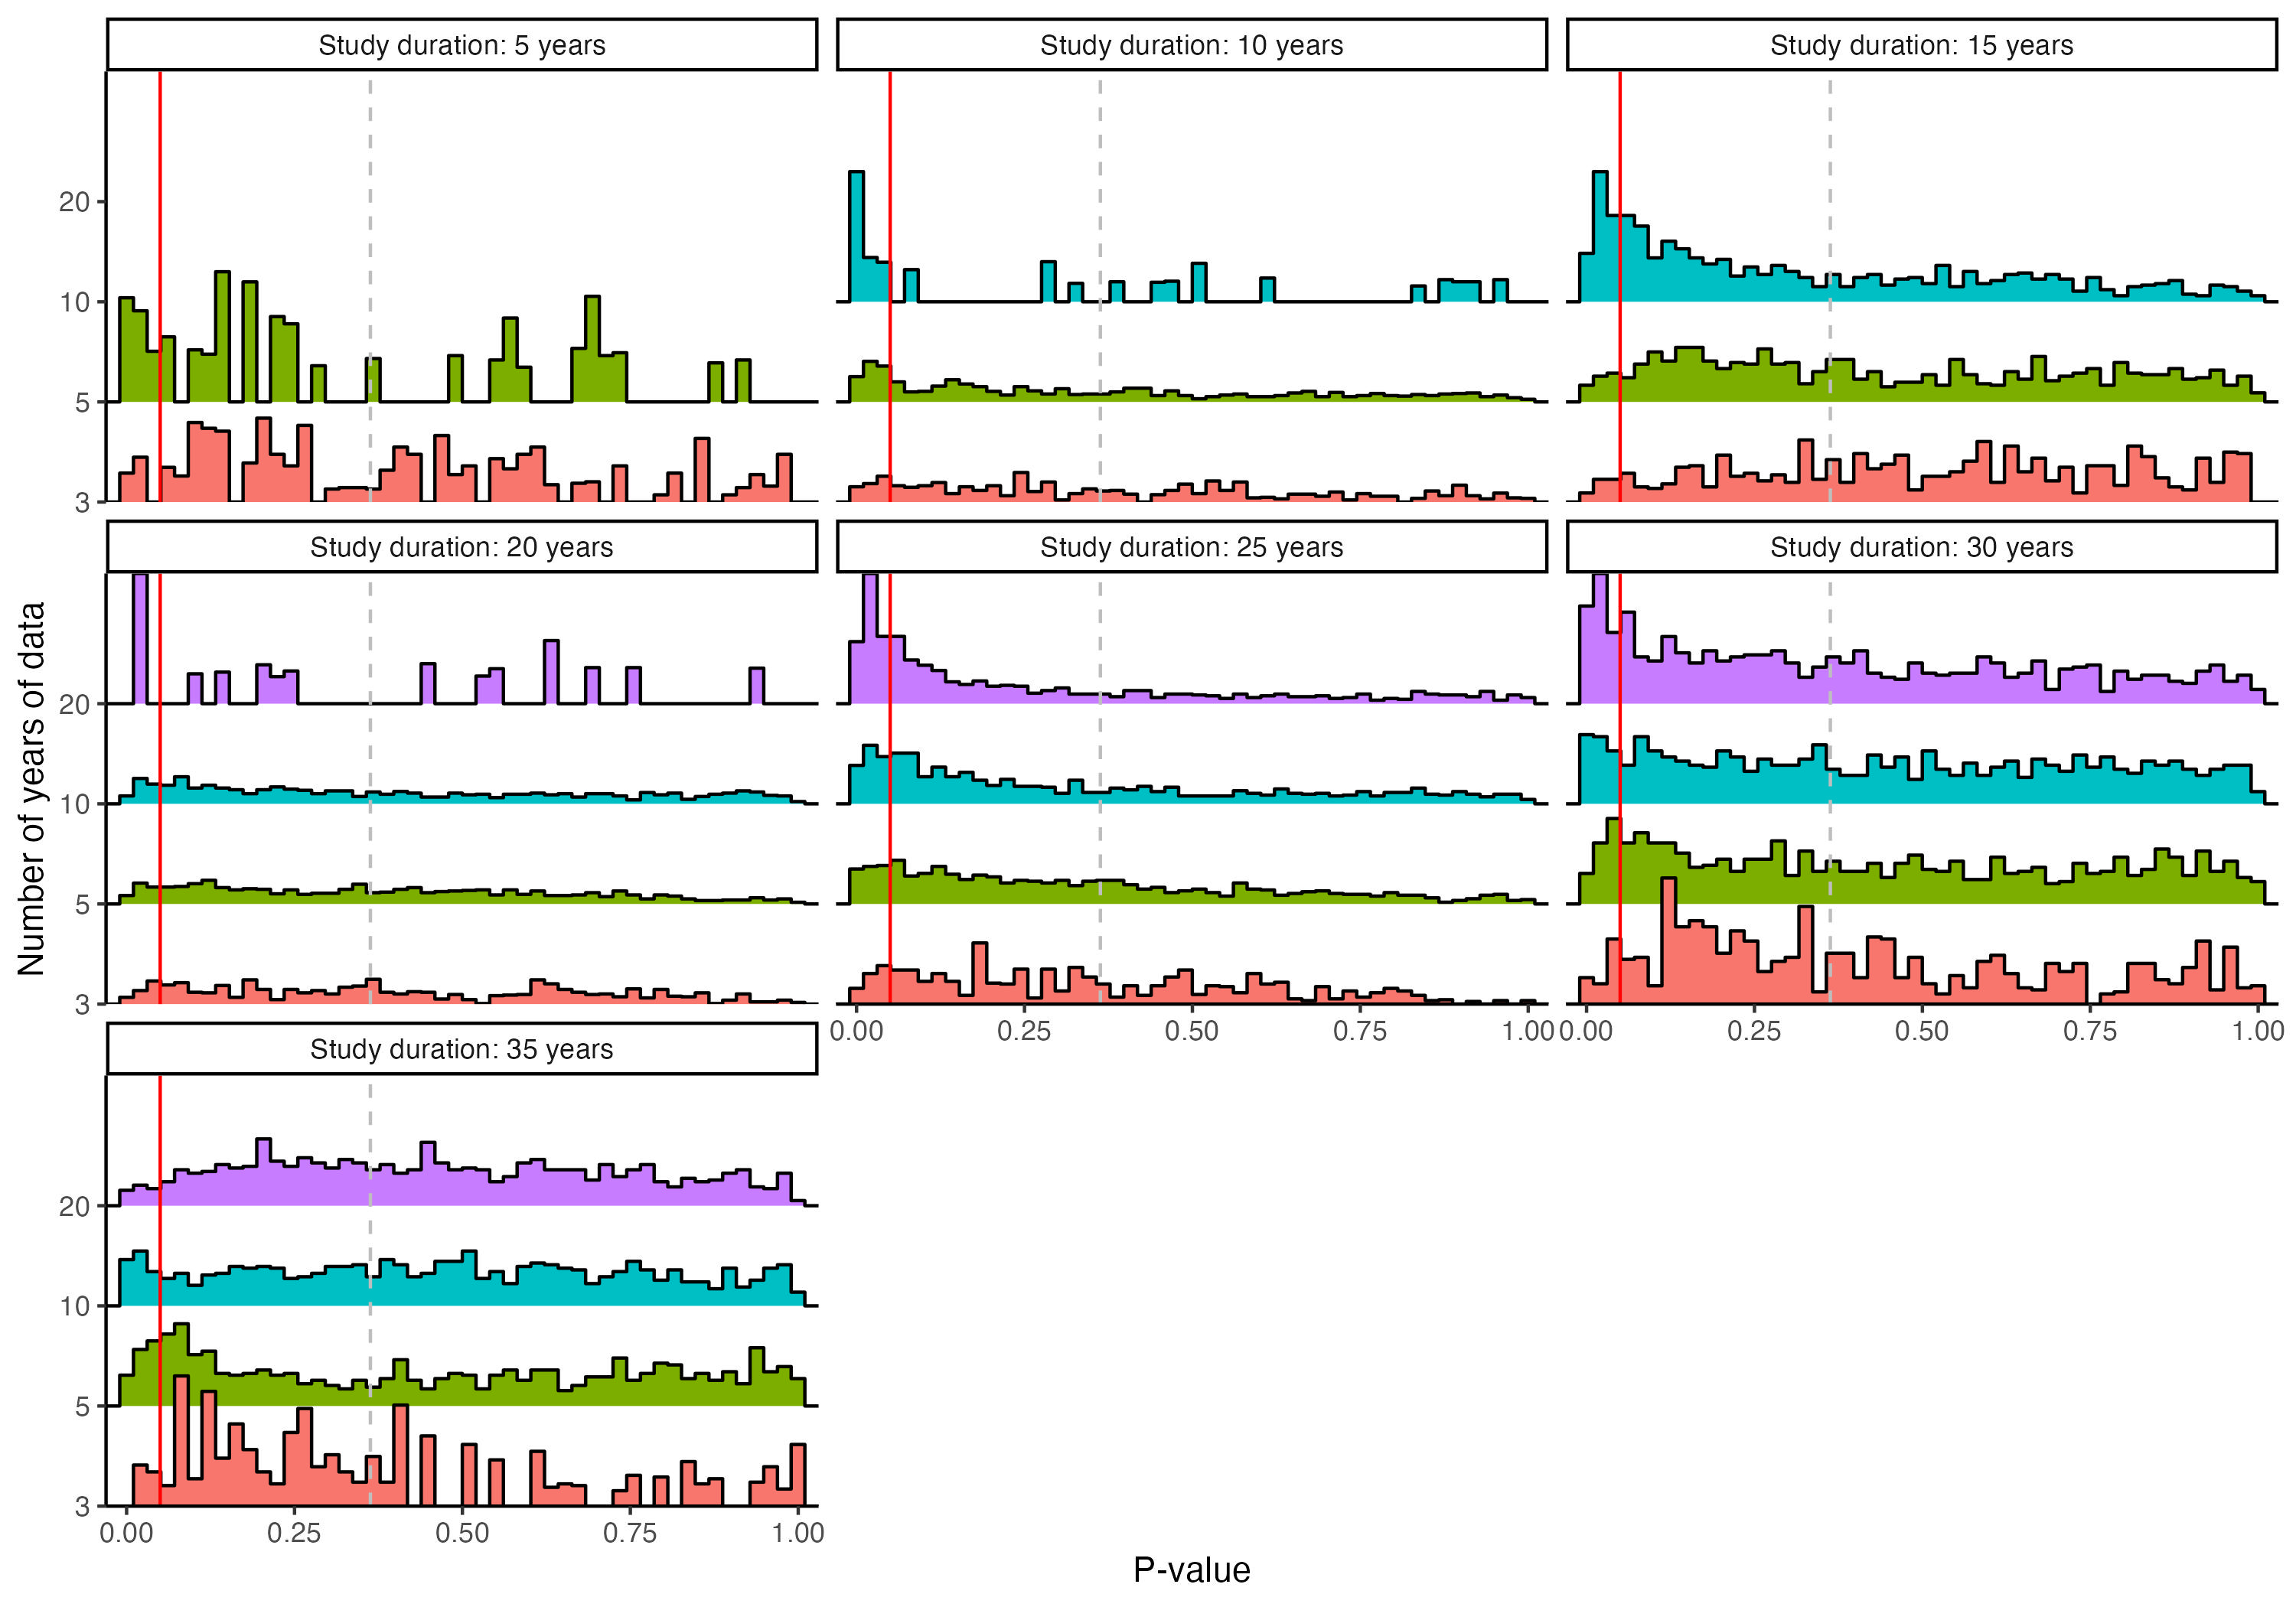 Study duration: 5 years
Study duration: 10 years
Study duration: 15 years
20
10
5
3
Study duration: 20 years
Study duration: 25 years
Study duration: 30 years
Number of years of data
20
10
5
3
0.00 0.25 0.50 0.75 1.00
0.00 0.25 0.50 0.75 1.00
Study duration: 35 years
20
10
5
3
0.00 0.25 0.50 0.75 1.00
P-value